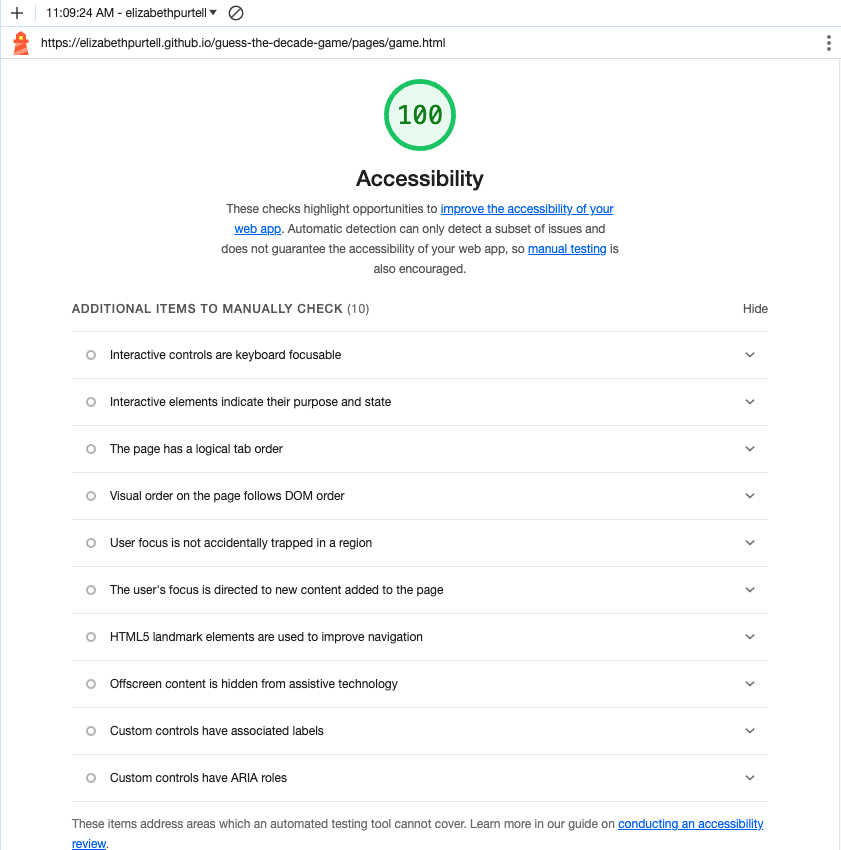 11:09:24 AM - elizabethpurtell
https://elizabethpurtell.github.io/guess-the-decade-game/pages/game.html
100
Accessibility
These checks highlight opportunities to improve the accessibility of your
web app. Automatic detection can only detect a subset of issues and
does not guarantee the accessibility of your web app, so manual testing is
also encouraged.
ADDITIONAL ITEMS TO MANUALLY CHECK (10)
Hide
Interactive controls are keyboard focusable
Interactive elements indicate their purpose and state
The page has a logical tab order
Visual order on the page follows DOM order
User focus is not accidentally trapped in a region
The user's focus is directed to new content added to the page
HTML5 landmark elements are used to improve navigation
Offscreen content is hidden from assistive technology
Custom controls have associated labels
Custom controls have ARIA roles
These items address areas which an automated testing tool cannot cover. Learn more in our guide on conducting an accessibility
review.